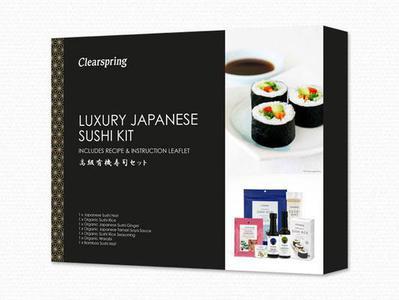 Clearspring
LUXURY JAPANESE
SUSHI KIT
INCLUDES RECIPE & INSTRUCTION LEAFLET
高級有機寿司セット
1 x Japanese Sushi Nori
1 x Organic Sushi Rice
1 x Organic Japanese Sushi Ginger
1 x Organic Japanese Tamari Soya Sauce
1 x Organic Sushi Rice Seasoning
1 x Organic Wasabi
1 x Bamboo Sushi Mat